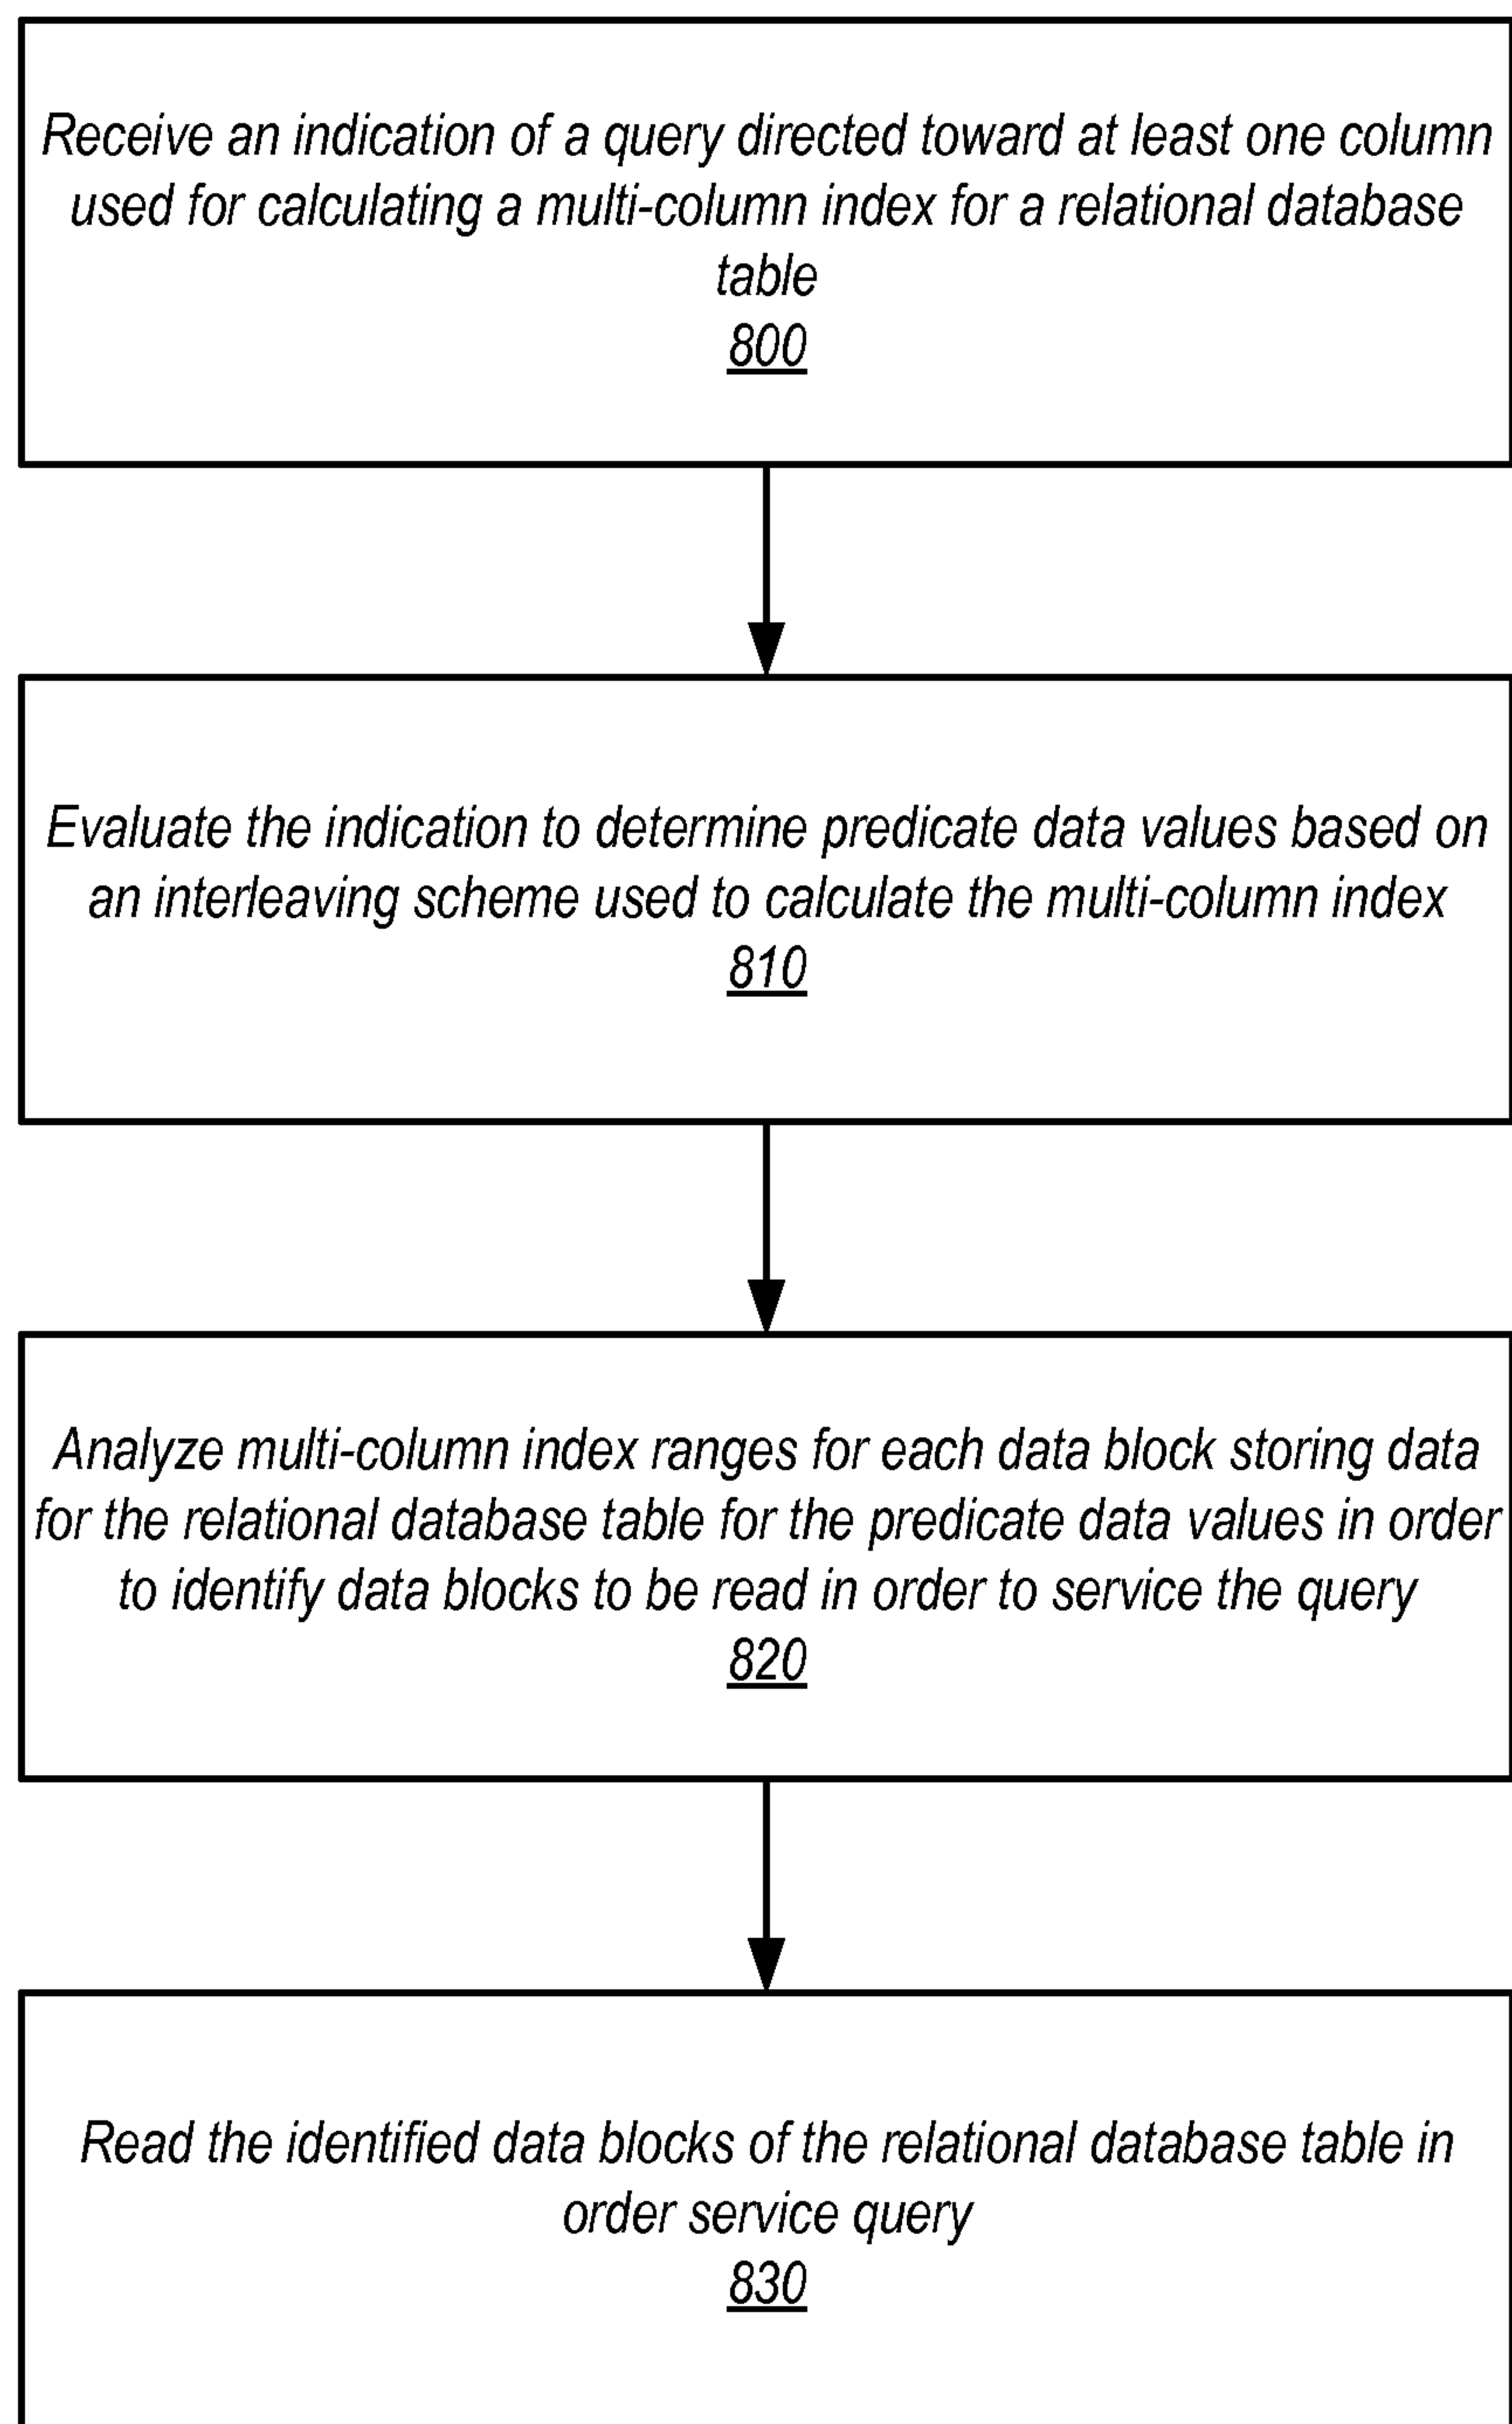 Receive an indication of a query directed toward at least one column
used for calculating a multi-column index for a relational database
table
800
Evaluate the indication to determine predicate data values based on
an interleaving scheme used to calculate the multi-column index
810
Analyze multi-column index ranges for each data block storing data
for the relational database table for the predicate data values in order
to identify data blocks to be read in order to service the query
820
Read the identified data blocks of the relational database table in
order service query
830